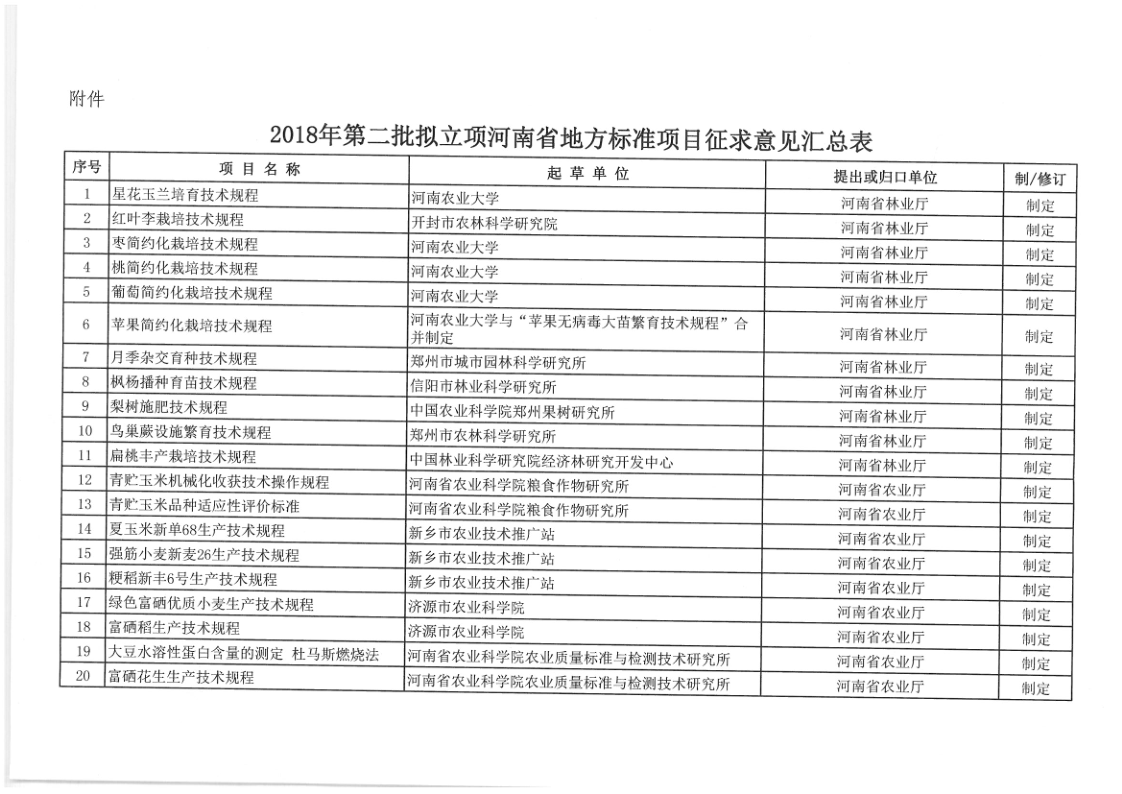 附件
2018年第二批拟立项河南省地方标准项目征求意见汇总表
序号 项目名称 起草单位 提出或归口单位 制/修订
1 星花玉兰培育技术规程 河南农业大学 河南省林业厅 制定
2 红叶李栽培技术规程 开封市农林科学研究院 河南省林业厅 制定
3 枣简约化栽培技术规程 河南农业大学 河南省林业厅 制定
4 桃简约化栽培技术规程 河南农业大学 河南省林业厅 制定
5 葡萄简约化栽培技术规程 河南农业大学 河南省林业厅 制定
6 苹果简约化栽培技术规程 河南农业大学与“苹果无病毒大苗繁育技术规程”合
并制定 河南省林业厅 制定
7 月季杂交育种技术规程 郑州市城市园林科学研究所 河南省林业厅 制定
8 枫杨播种育苗技术规程 信阳市林业科学研究所 河南省林业厅 制定
9 梨树施肥技术规程 中国农业科学院郑州果树研究所 河南省林业厅 制定
10 鸟巢蕨设施繁育技术规程 郑州市农林科学研究所 河南省林业厅 制定
11 扁桃丰产栽培技术规程 中国林业科学研究院经济林研究开发中心 河南省林业厅 制定
12 青贮玉米机械化收获技术操作规程 河南省农业科学院粮食作物研究所 河南省农业厅 制定
13 青贮玉米品种适应性评价标准 河南省农业科学院粮食作物研究所 河南省农业厅 制定
14 夏玉米新单68生产技术规程 新乡市农业技术推广站 河南省农业厅 制定
15 强筋小麦新麦26生产技术规程 新乡市农业技术推广站 河南省农业厅 制定
16 粳稻新丰6号生产技术规程 新乡市农业技术推广站 河南省农业厅 制定
17 绿色富硒优质小麦生产技术规程 济源市农业科学院 河南省农业厅 制定
18 富硒稻生产技术规程 济源市农业科学院 河南省农业厅 制定
19 大豆水溶性蛋白含量的测定 杜马斯燃烧法 河南省农业科学院农业质量标准与检测技术研究所 河南省农业厅 制定
20 富硒花生生产技术规程 河南省农业科学院农业质量标准与检测技术研究所 河南省农业厅 制定